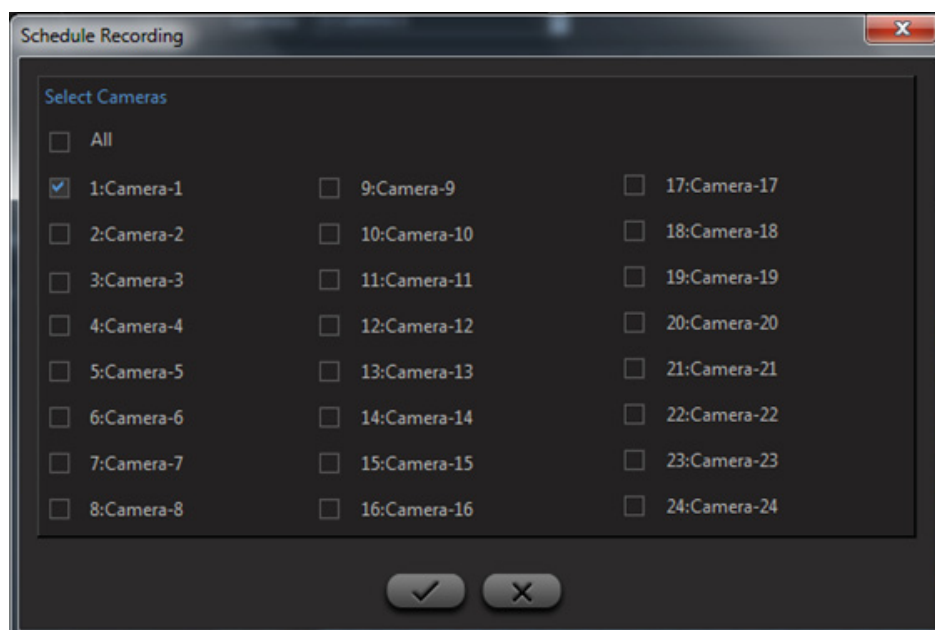 Schedule Recording
Select Cameras
All
1:Camera-1
2:Camera-2
3:Camera-3
4:Camera-4
5:Camera-5
6:Camera-6
7:Camera-7
8:Camera-8
9:Camera-9
10:Camera-10
11:Camera-11
12:Camera-12
13:Camera-13
14:Camera-14
15:Camera-15
16:Camera-16
17:Camera-17
18:Camera-18
19:Camera-19
20:Camera-20
21:Camera-21
22:Camera-22
23:Camera-23
24:Camera-24